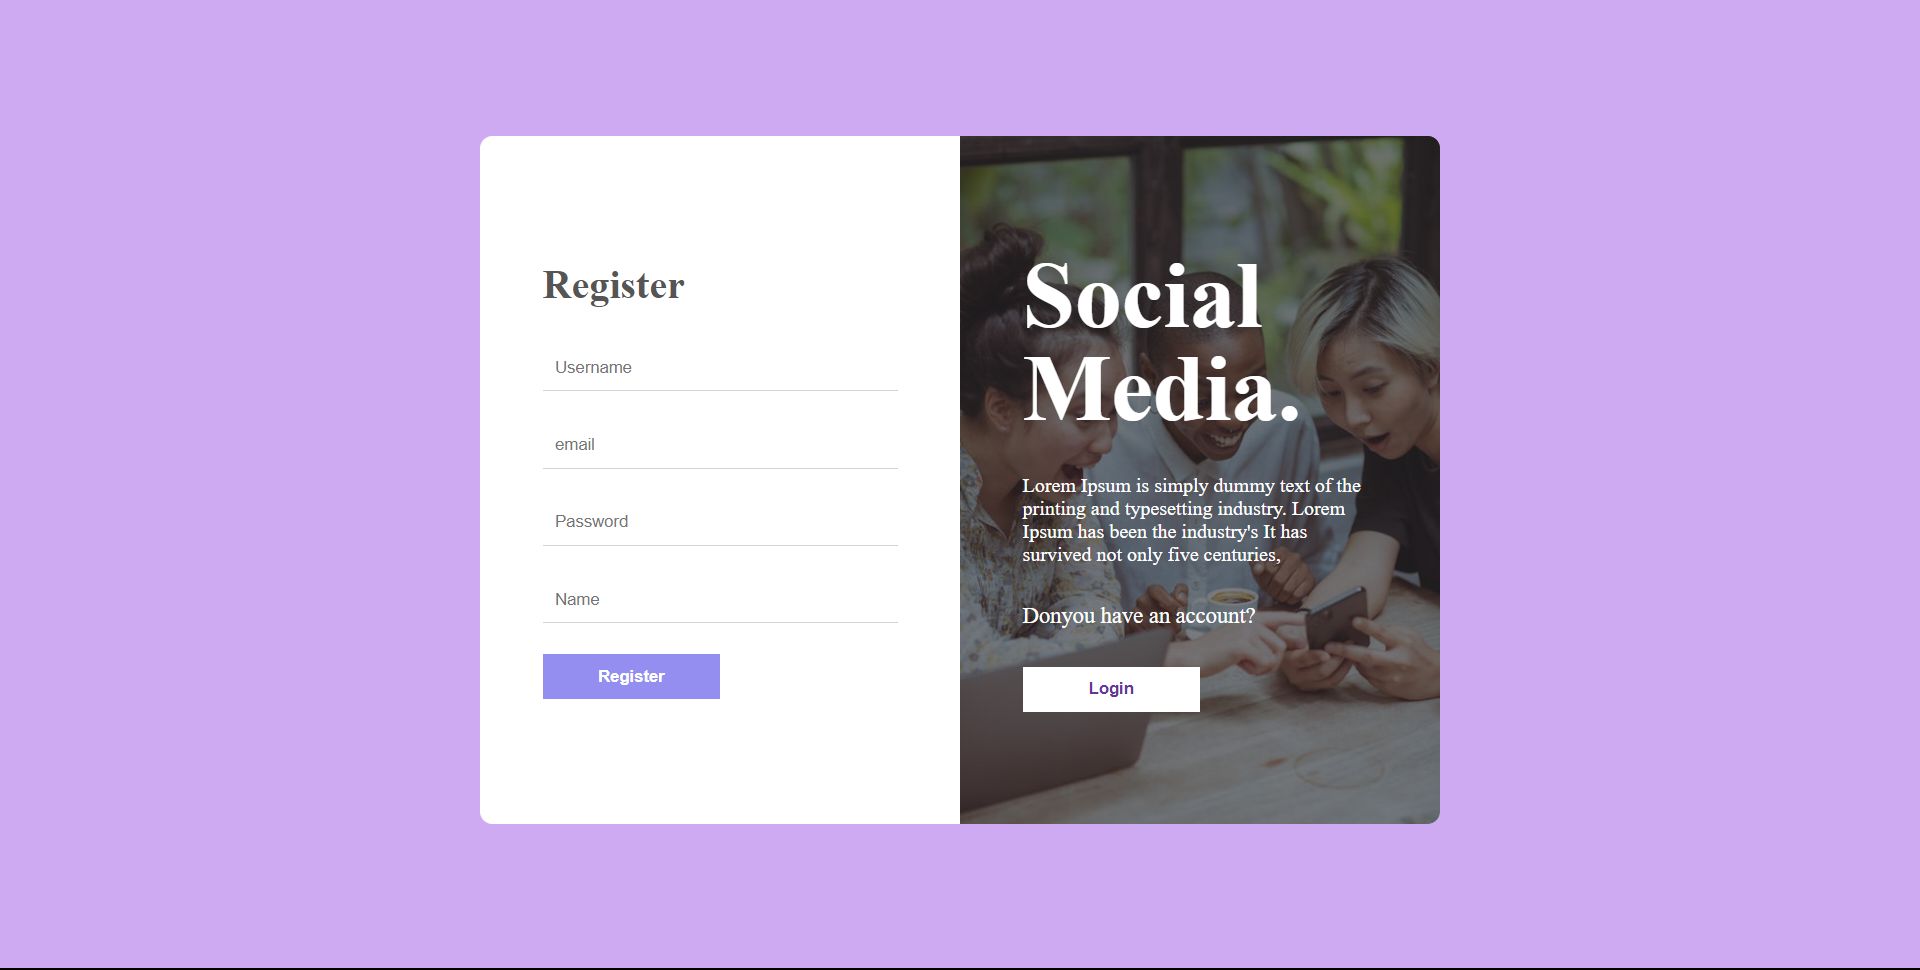 Register
Username
email
Password
Name
Register
Social
Media.
Lorem Ipsum is simply dummy text of the
printing and typesetting industry. Lorem
Ipsum has been the industry's It has
survived not only five centuries,
Donyou have an account?
Login